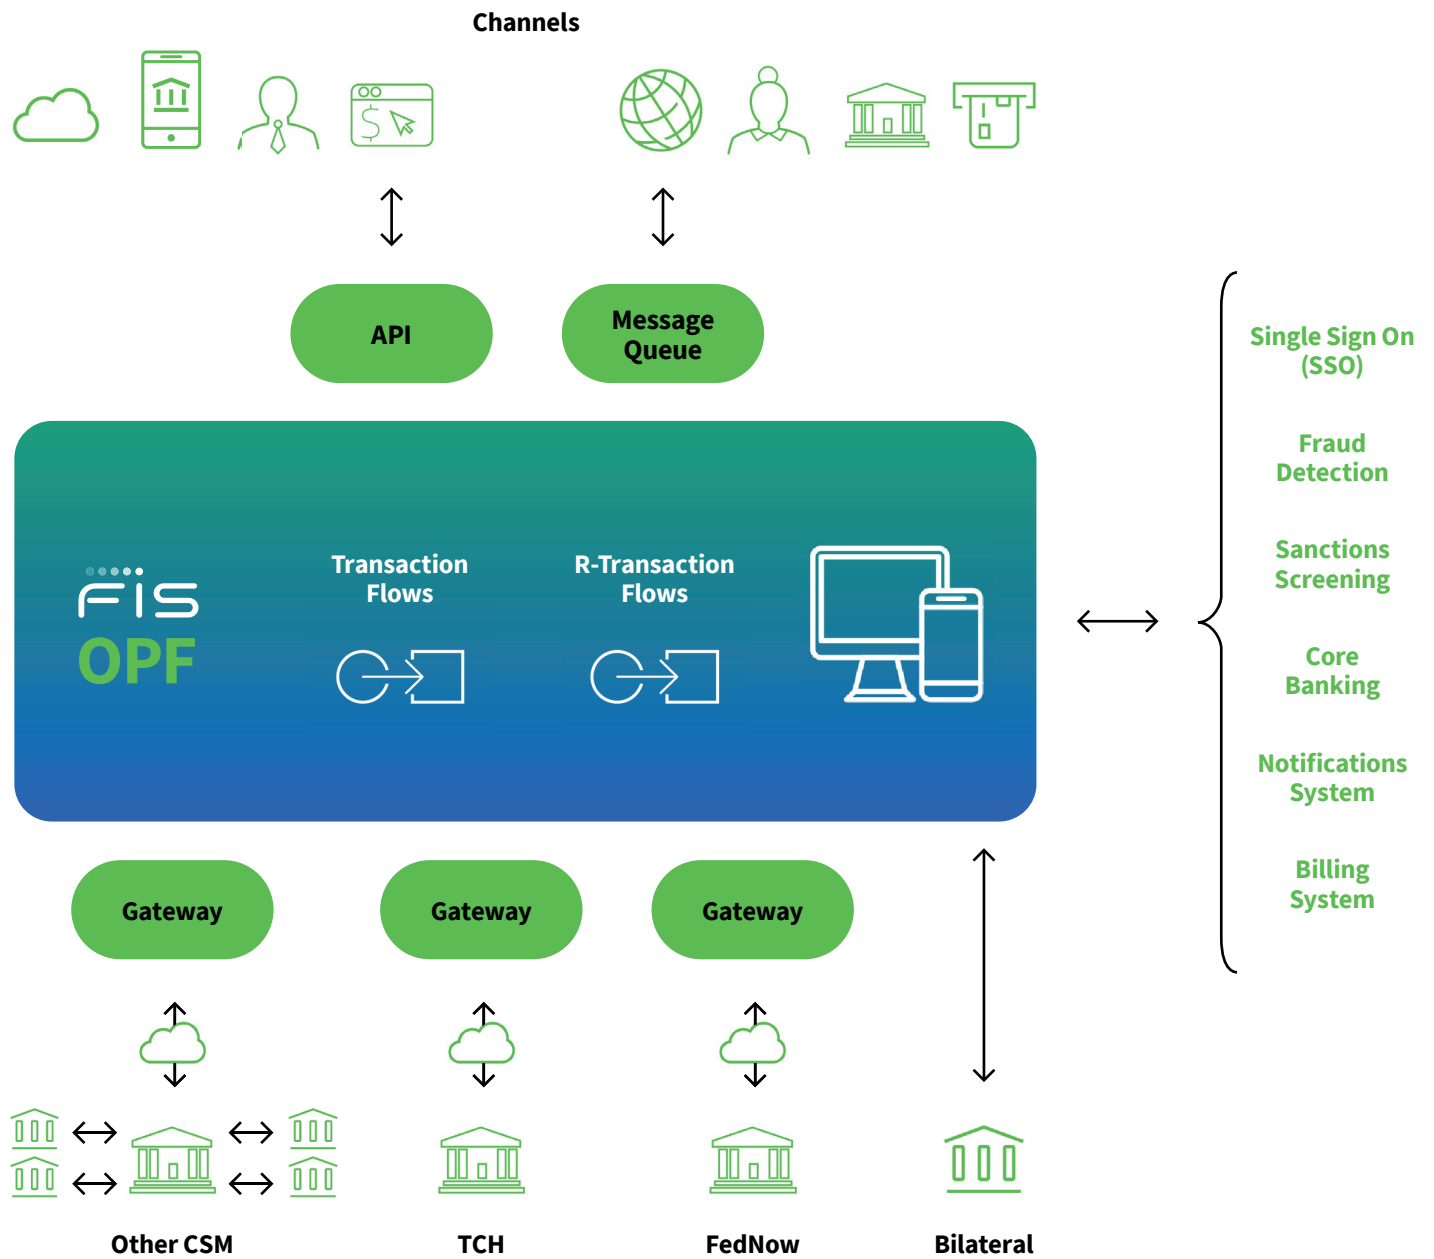 Channels
API
Message
Queue
FIS
OPF
Transaction
Flows
R-Transaction
Flows
Single Sign On
(SSO)
Fraud
Detection
Sanctions
Screening
Core
Banking
Notifications
System
Billing
System
Gateway
Gateway
Gateway
Other CSM
TCH
FedNow
Bilateral